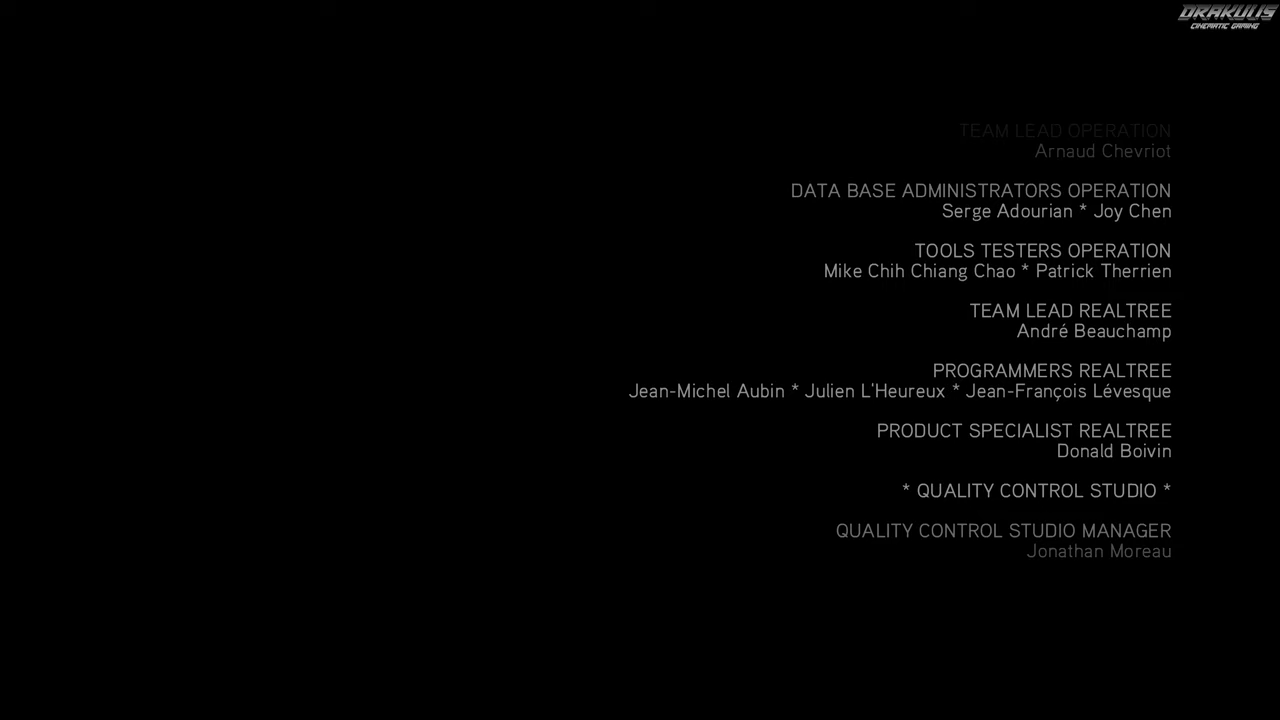 DRAKULIS
CINEMATIC GAMING
TEAM LEAD OPERATION
Arnaud Chevriot
DATA BASE ADMINISTRATORS OPERATION
Serge Adourian * Joy Chen
TOOLS TESTERS OPERATION
Mike Chih Chiang Chao * Patrick Therrien
TEAM LEAD REALTREE
André Beauchamp
PROGRAMMERS REALTREE
Jean-Michel Aubin * Julien L'Heureux * Jean-François Lévesque
PRODUCT SPECIALIST REALTREE
Donald Boivin
* QUALITY CONTROL STUDIO *
QUALITY CONTROL STUDIO MANAGER
Jonathan Moreau